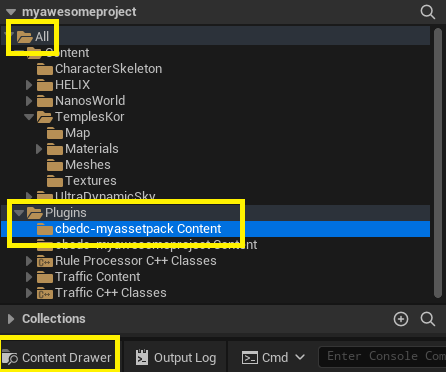 myawesomeproject
All
Content
CharacterSkeleton
HELIX
NanosWorld
TemplesKor
Map
Materials
Meshes
Textures
UltraDynamicSky
Plugins
cbedc-myassetpack Content
cbedc-myawesomeproject Content
Rule Processor C++ Classes
Traffic Content
Traffic C++ Classes
Collections
Content Drawer Output Log Cmd Enter Console Com